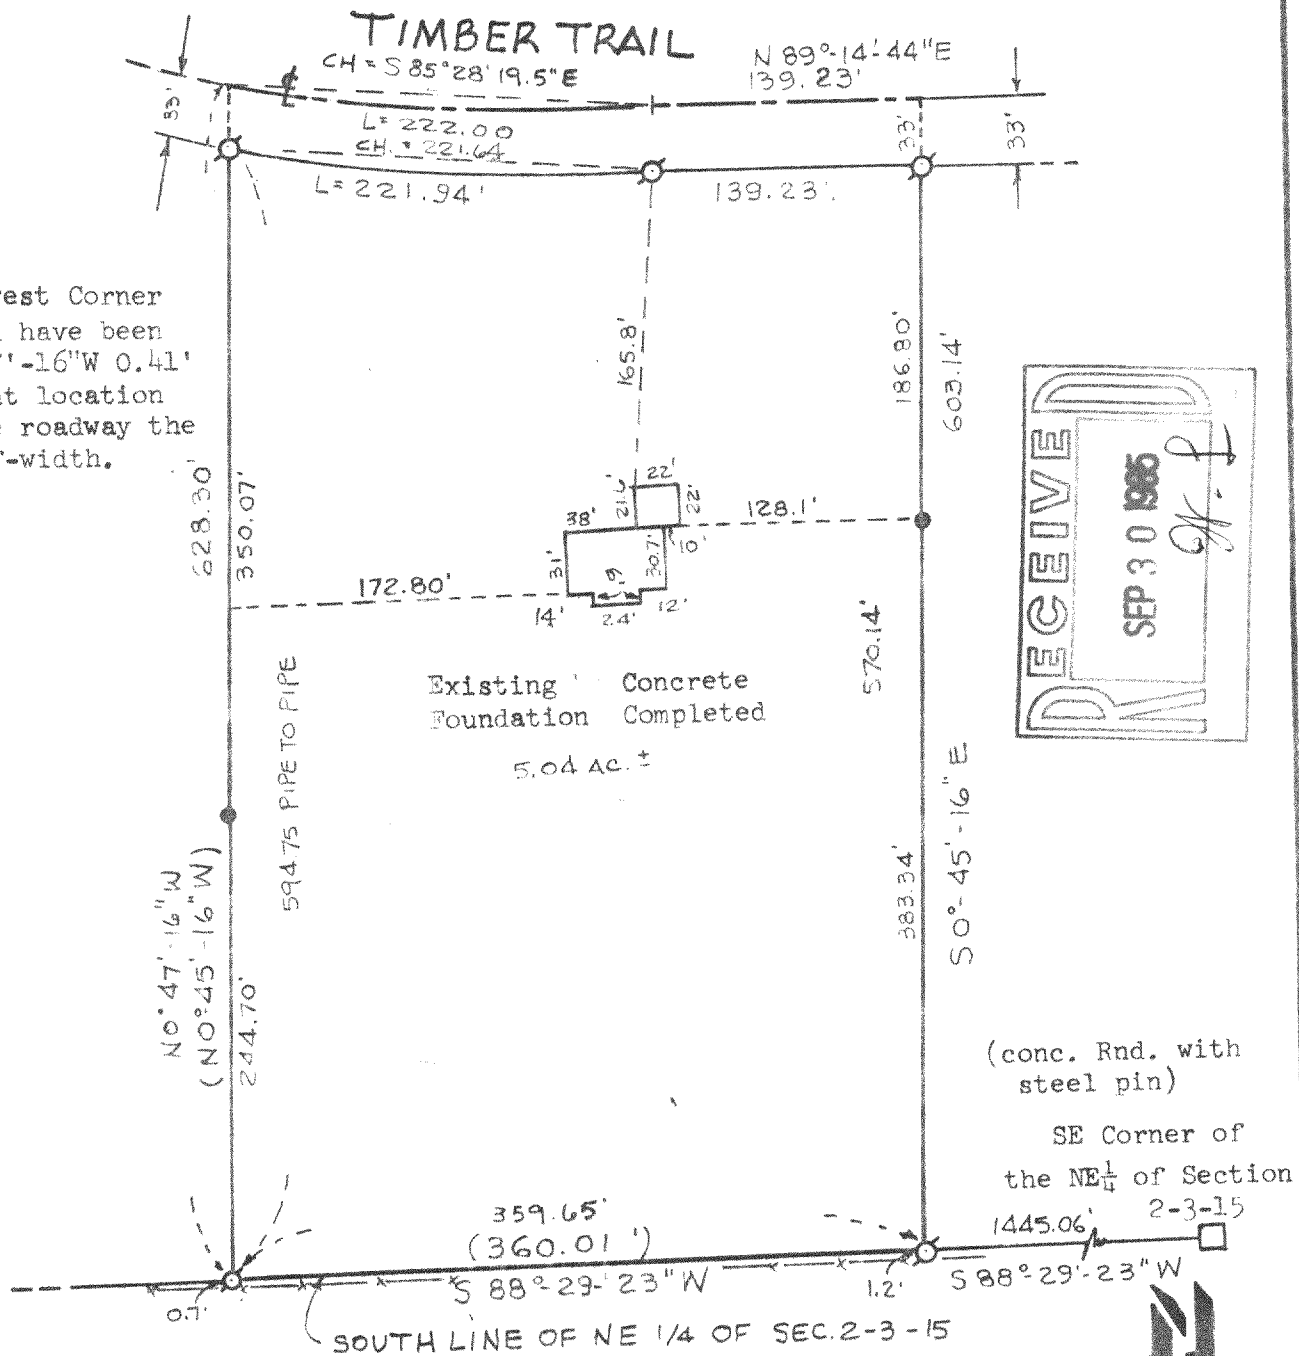 TIMBER TRAIL
CH = S 85°28'19.5"E
N 89°-14'-44"E
139.23'
33'
L= 222.00
CH. = 221.64
L= 221.94'
139.23'
33'
33'
est Corner
have been
'-16"W 0.41'
t location
roadway the
'-width.
165.8'
186.80'
603.14'
628.30'
350.07'
22'
21.6'
22'
38'
10'
128.1'
31'
30.7'
172.80'
14'
24'
12'
RECEIVED
SEP 30 1985
570.14'
Existing Concrete
Foundation Completed
5.04 AC. ±
594.75 PIPE TO PIPE
N 0° 47'-16"W
(N 0°-45'-16"W)
244.70'
383.34'
S 0°-45'-16"E
(conc. Rnd. with
steel pin)
SE Corner of
the NE¼ of Section
2-3-15
359.65'
(360.01')
1445.06'
S 88°-29'-23"W
S 88°-29'-23"W
0.7'
1.2'
SOUTH LINE OF NE 1/4 OF SEC. 2-3-15